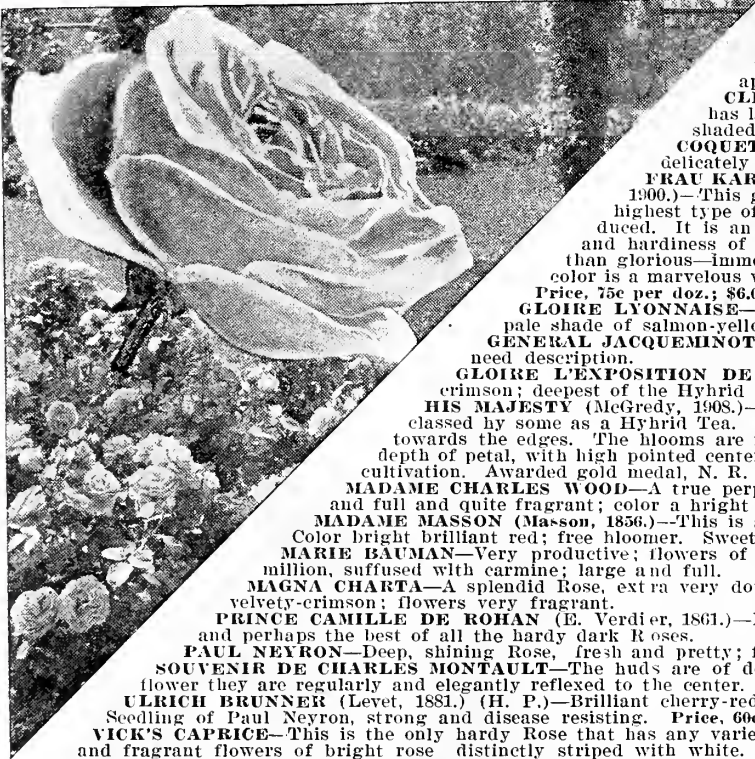 ap
CLI
has l
shaded
COQUET
delicately
FRAU KAR
1900.)—This g
highest type of
duced. It is an
and hardiness of
than glorious—imme
color is a marvelous w
Price, 75c per doz.; $6.0
GLOIRE LYONNAISE—
pale shade of salmon-yello
GENERAL JACQUEMINOT
need description.
GLOIRE L'EXPOSITION DE
crimson; deepest of the Hybrid
HIS MAJESTY (McGredy, 1908.)—
classed by some as a Hybrid Tea.
towards the edges. The blooms are
depth of petal, with high pointed cente
cultivation. Awarded gold medal, N. R.
MADAME CHARLES WOOD—A true perp
and full and quite fragrant; color a bright
MADAME MASSON (Masson, 1856.)—This is
Color bright brilliant red; free bloomer. Sweet
MARIE BAUMAN—Very productive; flowers of
million, suffused with carmine; large and full.
MAGNA CHARTA—A splendid Rose, extra very do
velvety-crimson; flowers very fragrant.
PRINCE CAMILLE DE ROHAN (E. Verdier, 1861.)—
and perhaps the best of all the hardy dark Roses.
PAUL NEYRON—Deep, shining Rose, fresh and pretty; f
SOUVENIR DE CHARLES MONTAULT—The buds are of d
flower they are regularly and elegantly reflexed to the center.
ULRICH BRUNNER (Levet, 1881.) (H. P.)—Brilliant cherry-red
Seedling of Paul Neyron, strong and disease resisting. Price, 60c
VICK'S CAPRICE—This is the only hardy Rose that has any varie
and fragrant flowers of bright rose distinctly striped with white.